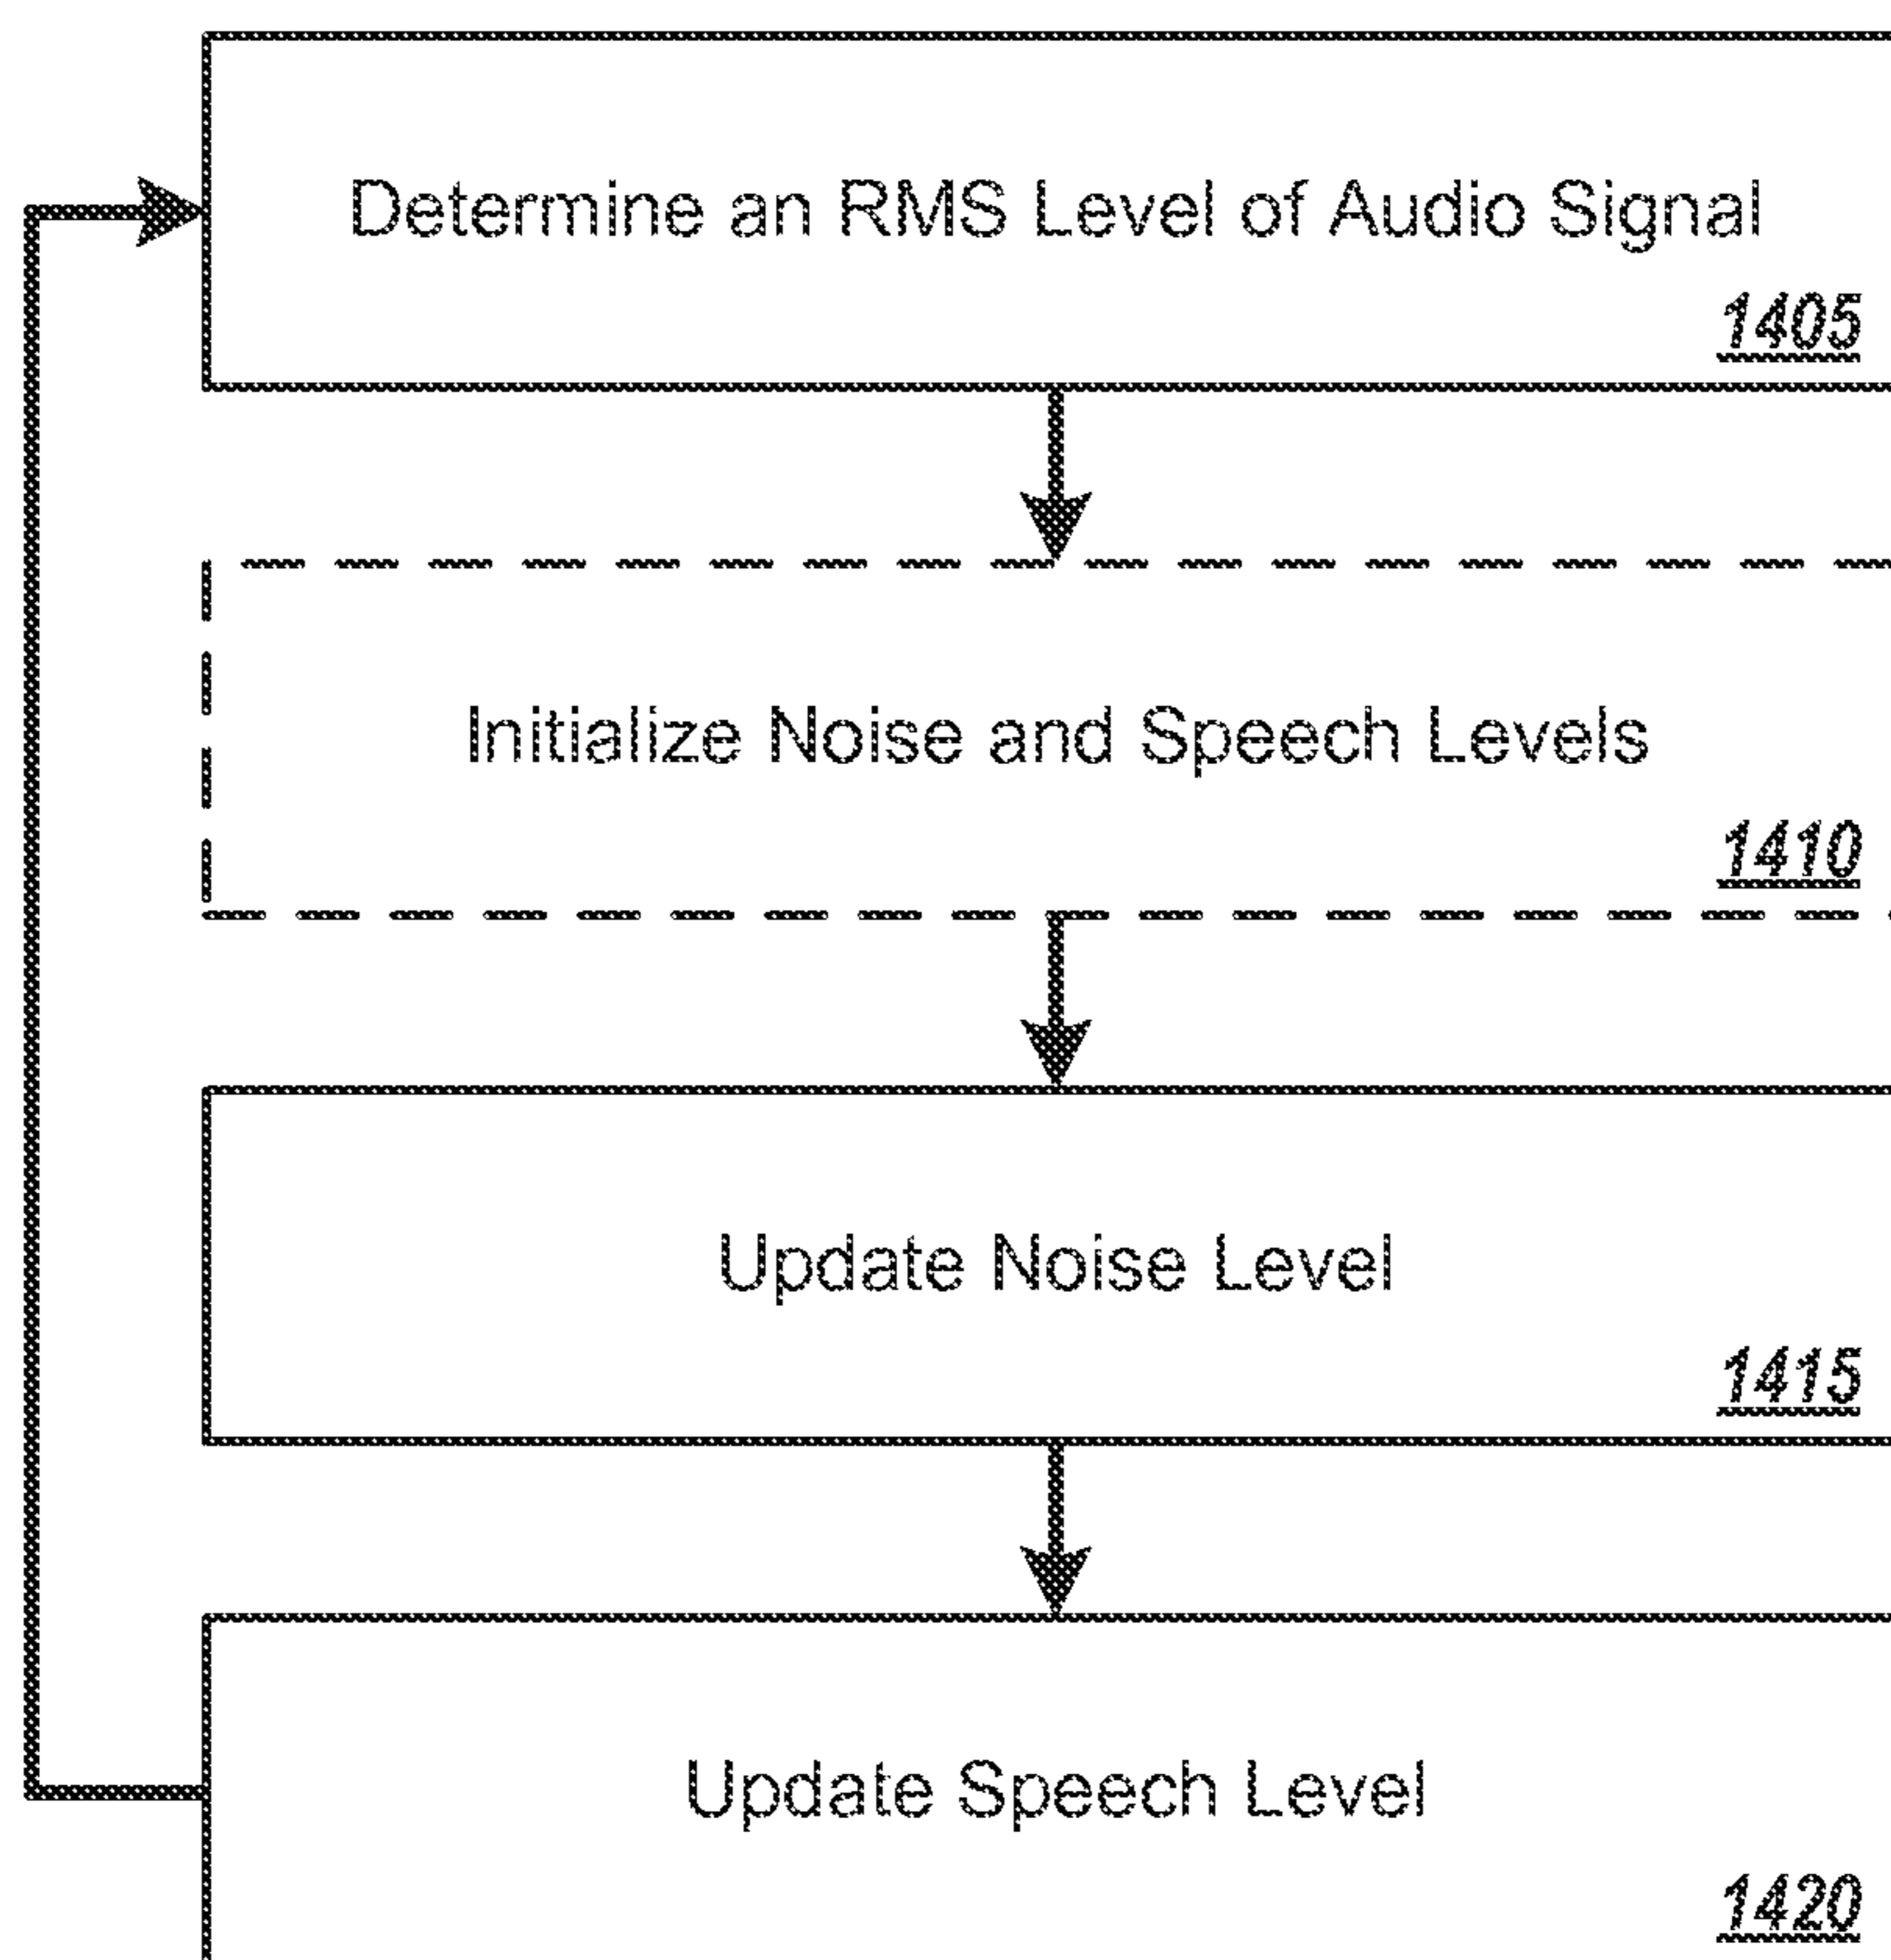 Determine an RMS Level of Audio Signal
1405
Initialize Noise and Speech Levels
1410
Update Noise Level
1415
Update Speech Level
1420